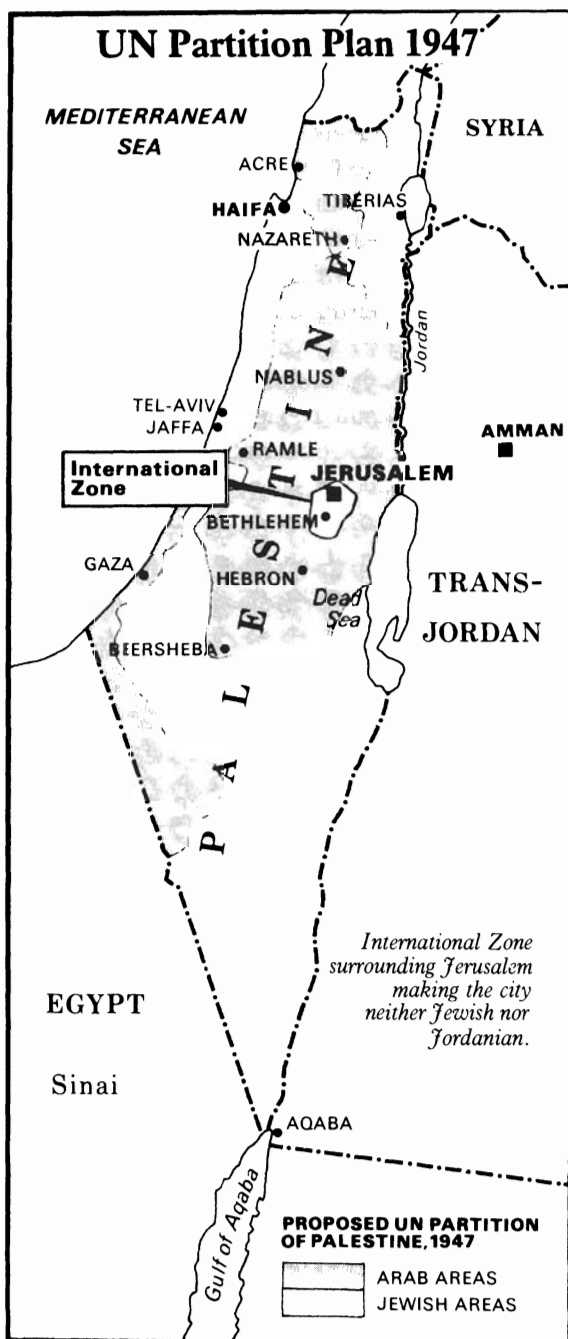 UN Partition Plan 1947
MEDITERRANEAN
SEA
SYRIA
ACRE
HAIFA
TIBERIAS
NAZARETH
Jordan
NABLUS
TEL-AVIV
JAFFA
AMMAN
RAMLE
International
Zone
JERUSALEM
BETHLEHEM
GAZA
HEBRON
Dead
Sea
TRANS-
JORDAN
BEERSHEBA
PALESTINE
International Zone
surrounding Jerusalem
making the city
neither Jewish nor
Jordanian.
EGYPT
Sinai
AQABA
Gulf of Aqaba
PROPOSED UN PARTITION
OF PALESTINE, 1947
ARAB AREAS
JEWISH AREAS